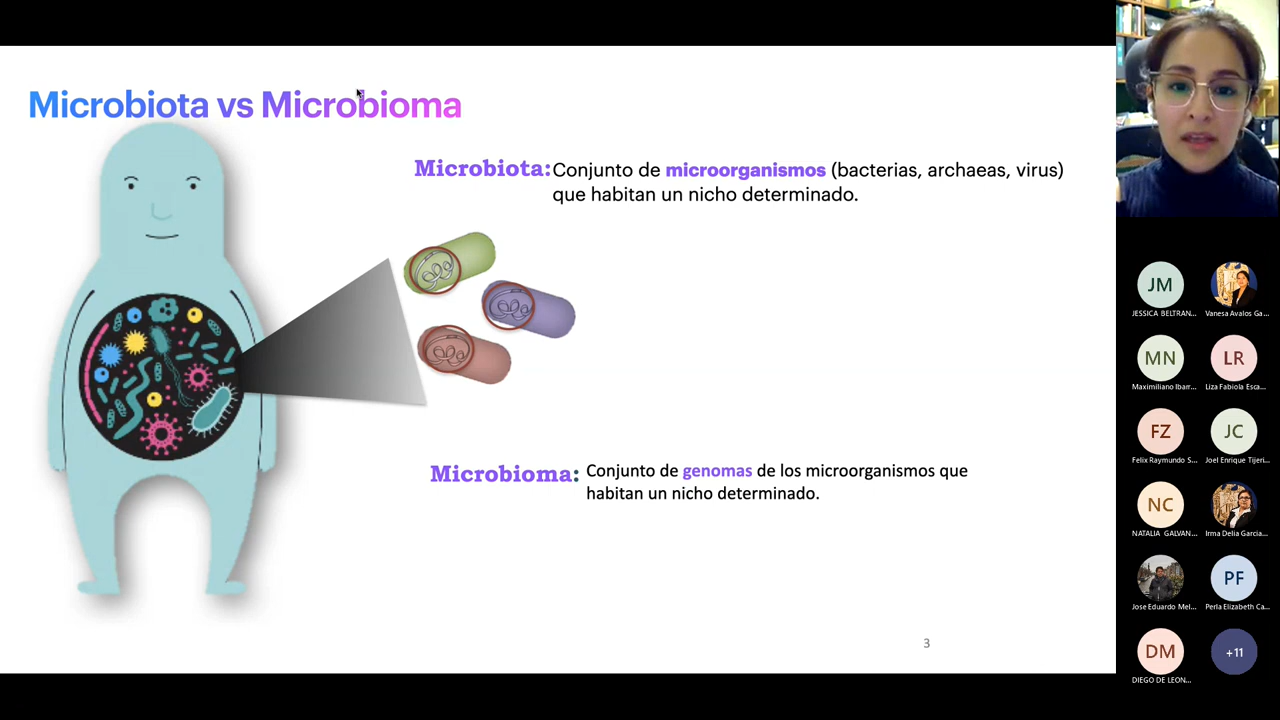 Microbiota vs Microbioma
Microbiota: Conjunto de microorganismos (bacterias, archaeas, virus)
que habitan un nicho determinado.
Microbioma: Conjunto de genomas de los microorganismos que
habitan un nicho determinado.
3
JM
JESSICA BELTRAN...
Vanesa Avalos Ga...
MN
LR
Maximiliano Ibarr...
Liza Fabiola Esca...
FZ
JC
Felix Raymundo S...
Joel Enrique Tijeri...
NC
NATALIA GALVAN...
Irma Delia Garcia...
PF
Jose Eduardo Mel...
Perla Elizabeth Ca...
DM
+11
DIEGO DE LEON...